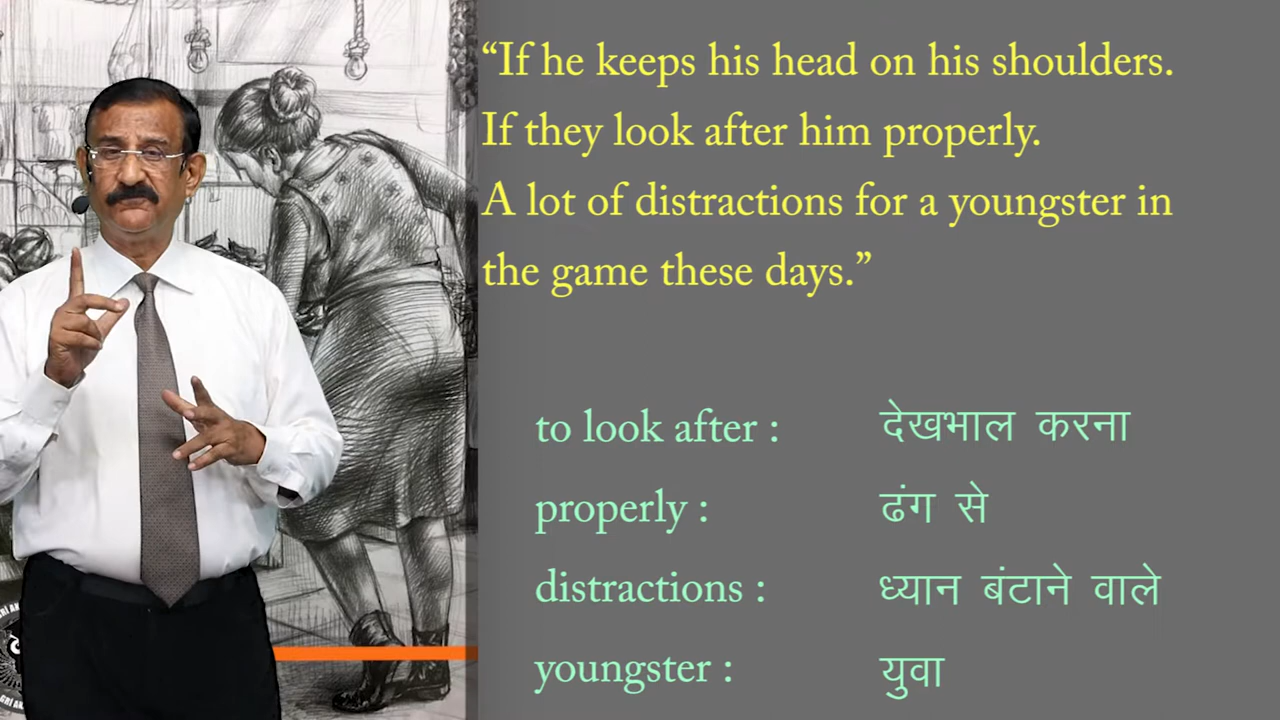 “If he keeps his head on his shoulders.
If they look after him properly.
A lot of distractions for a youngster in
the game these days.”
to look after : देखभाल करना
properly : ढंग से
distractions : ध्यान बंटाने वाले
youngster : युवा